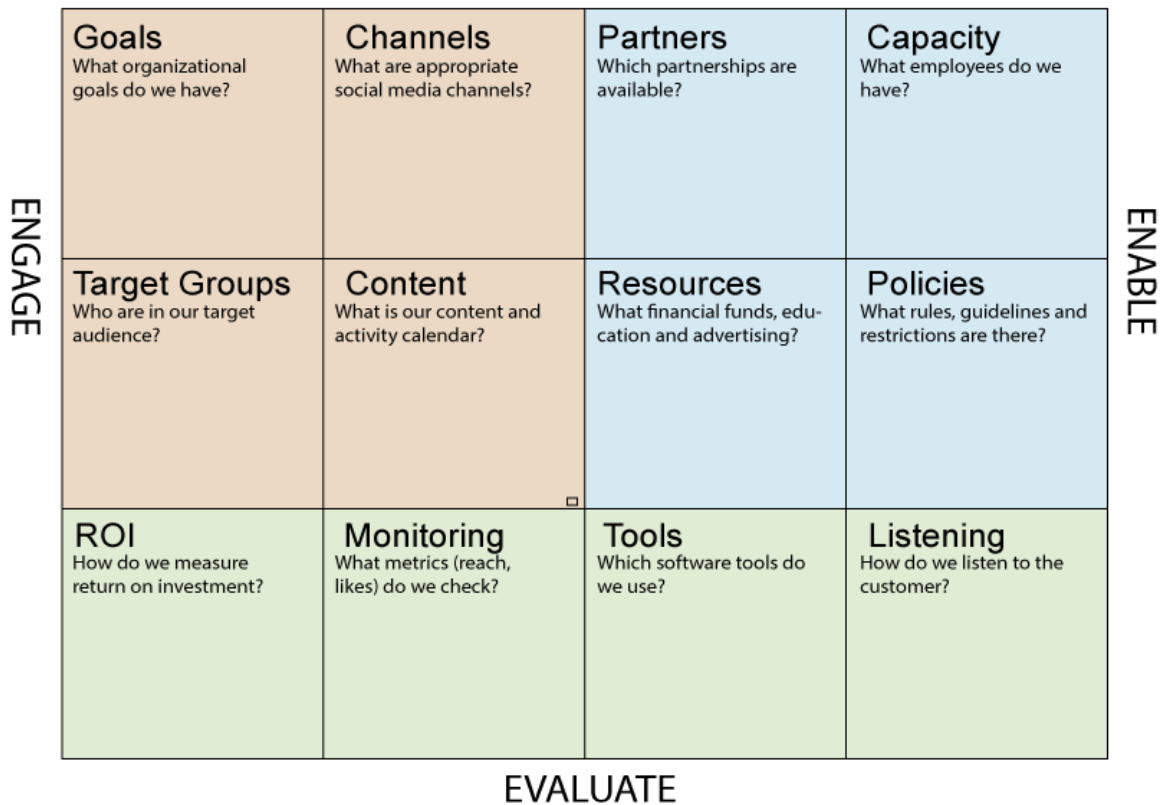 Goals
What organizational
goals do we have?
Channels
What are appropriate
social media channels?
Partners
Which partnerships are
available?
Capacity
What employees do we
have?
ENGAGE
ENABLE
Target Groups
Who are in our target
audience?
Content
What is our content and
activity calendar?
Resources
What financial funds, edu-
cation and advertising?
Policies
What rules, guidelines and
restrictions are there?
ROI
How do we measure
return on investment?
Monitoring
What metrics (reach,
likes) do we check?
Tools
Which software tools do
we use?
Listening
How do we listen to the
customer?
EVALUATE